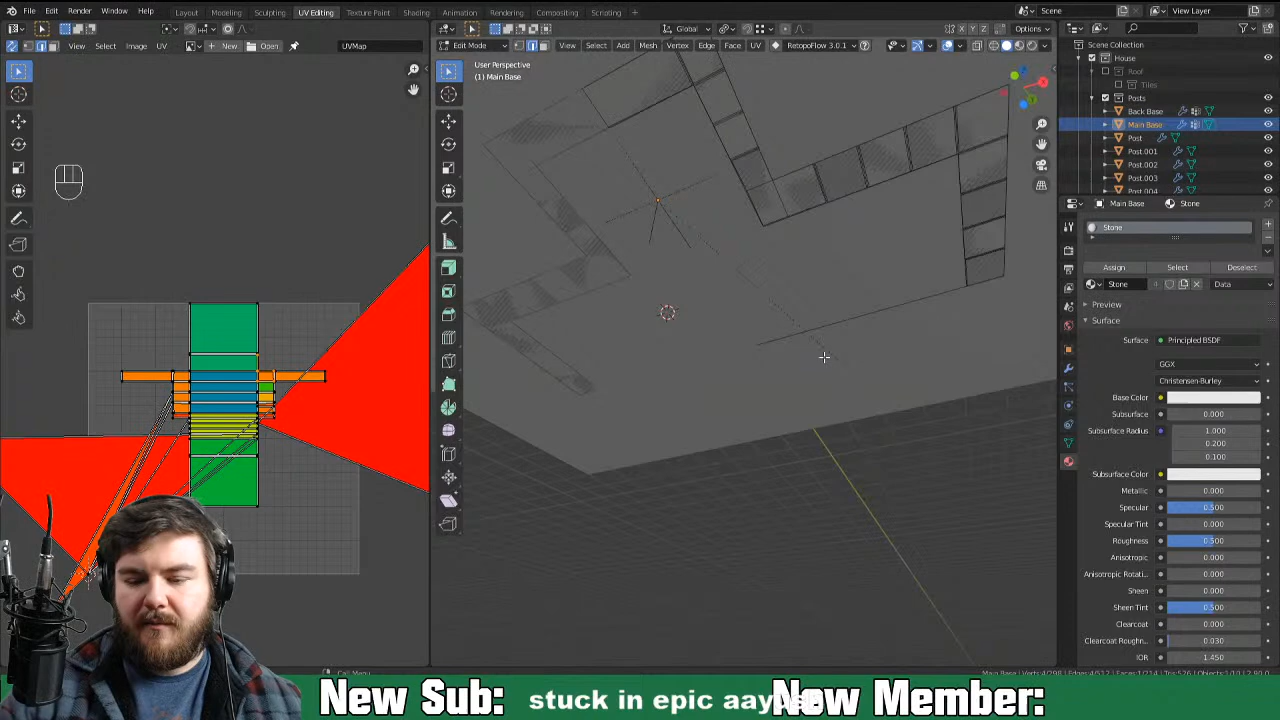 File Edit Render Window Help Layout Modeling Sculpting UV Editing Texture Paint Shading Animation Rendering Compositing Scripting + Scene View Layer
Global Options
View Select Image UV New Open UVMap
Edit Mode View Select Add Mesh Vertex Edge Face UV RetopoFlow 3.0.1
User Perspective
(1) Main Base
Scene Collection
House
Roof
Tiles
Posts
Back Base
Main Base
Post
Post.001
Post.002
Post.003
Post.004
Main Base > Stone
Stone
Assign Select Deselect
Stone 4 Data
Preview
Surface
Surface Principled BSDF
GGX
Christensen-Burley
Base Color
Subsurface 0.000
Subsurface Radius 1.000
0.200
0.100
Subsurface Color
Metallic 0.000
Specular 0.500
Specular Tint 0.000
Roughness 0.500
Anisotropic 0.000
Anisotropic Rotati... 0.000
Sheen 0.000
Sheen Tint 0.500
Clearcoat 0.000
Clearcoat Roughn... 0.030
IOR 1.450
Call Menu
New Sub: stuck in epic New Member: